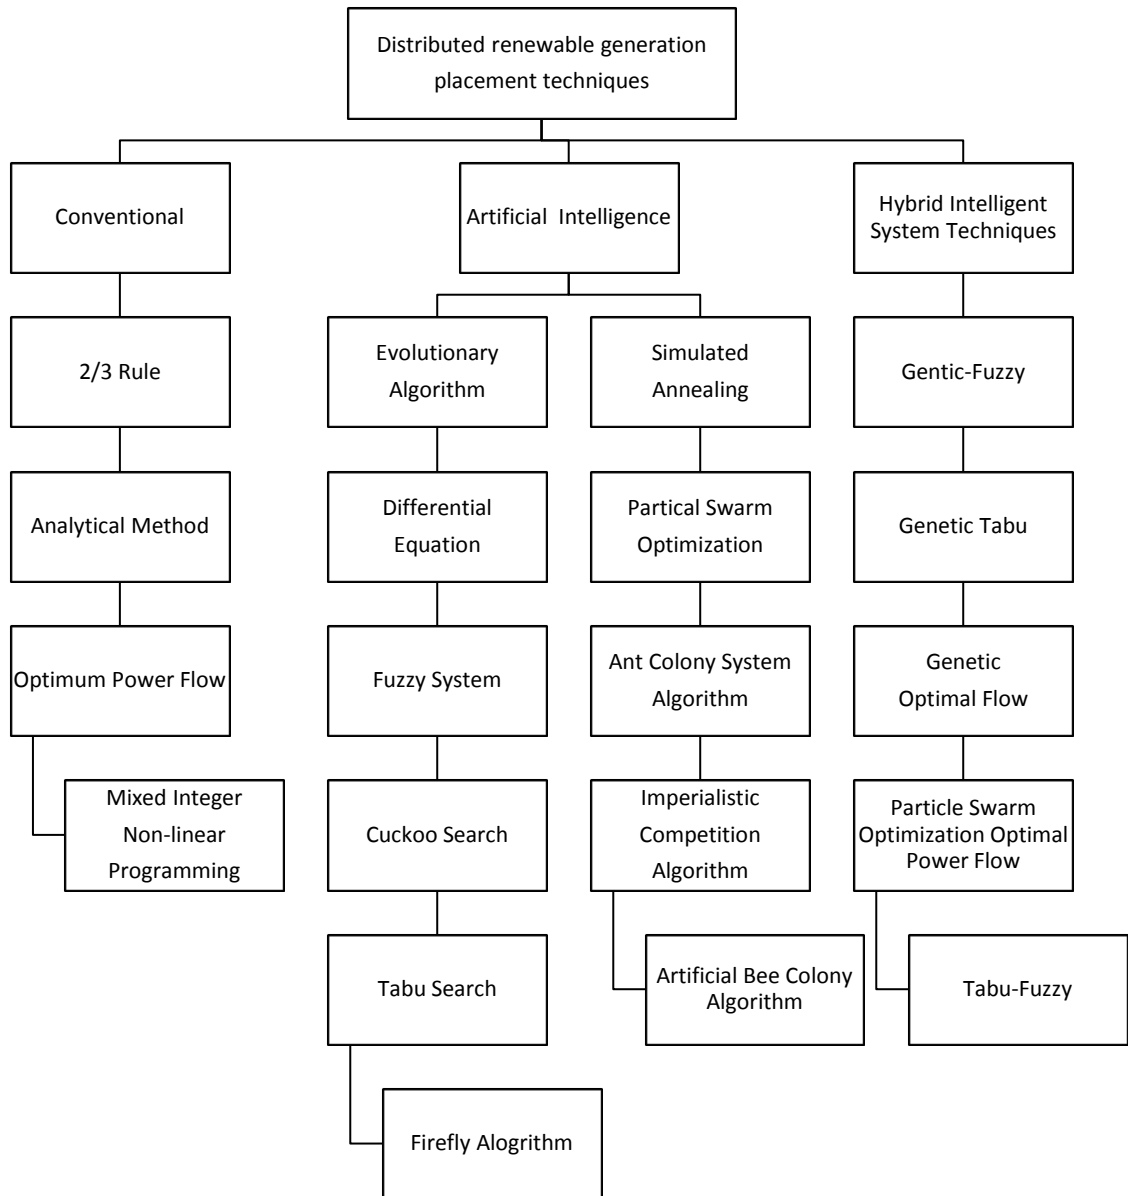 Distributed renewable generation
placement techniques
Conventional
Artificial Intelligence
Hybrid Intelligent
System Techniques
2/3 Rule
Evolutionary
Algorithm
Simulated
Annealing
Gentic-Fuzzy
Analytical Method
Differential
Equation
Partical Swarm
Optimization
Genetic Tabu
Optimum Power Flow
Fuzzy System
Ant Colony System
Algorithm
Genetic
Optimal Flow
Mixed Integer
Non-linear
Programming
Cuckoo Search
Imperialistic
Competition
Algorithm
Particle Swarm
Optimization Optimal
Power Flow
Tabu Search
Artificial Bee Colony
Algorithm
Tabu-Fuzzy
Firefly Alogrithm